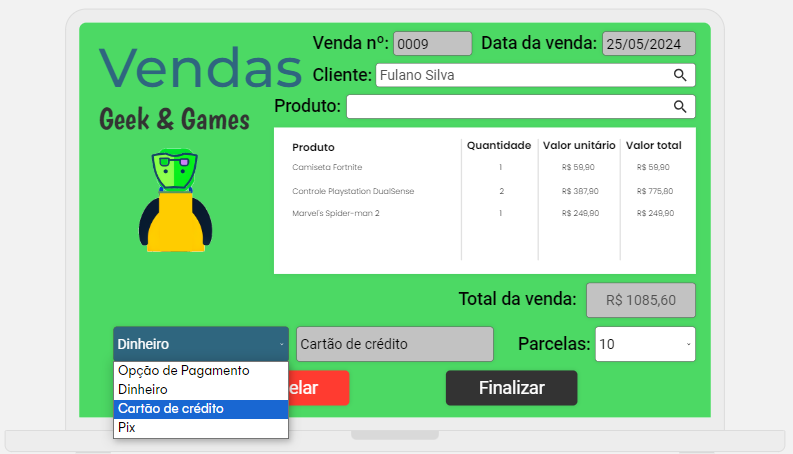 Vendas
Geek & Games
Venda nº: 0009 Data da venda: 25/05/2024
Cliente: Fulano Silva
Produto:
Produto Quantidade Valor unitário Valor total
Camiseta Fortnite 1 R$ 59,90 R$ 59,90
Controle Playstation DualSense 2 R$ 387,90 R$ 775,80
Marvel's Spider-man 2 1 R$ 249,90 R$ 249,90
Total da venda: R$ 1085,60
Dinheiro Cartão de crédito Parcelas: 10
Opção de Pagamento
Dinheiro
Cartão de crédito
Pix
elar Finalizar